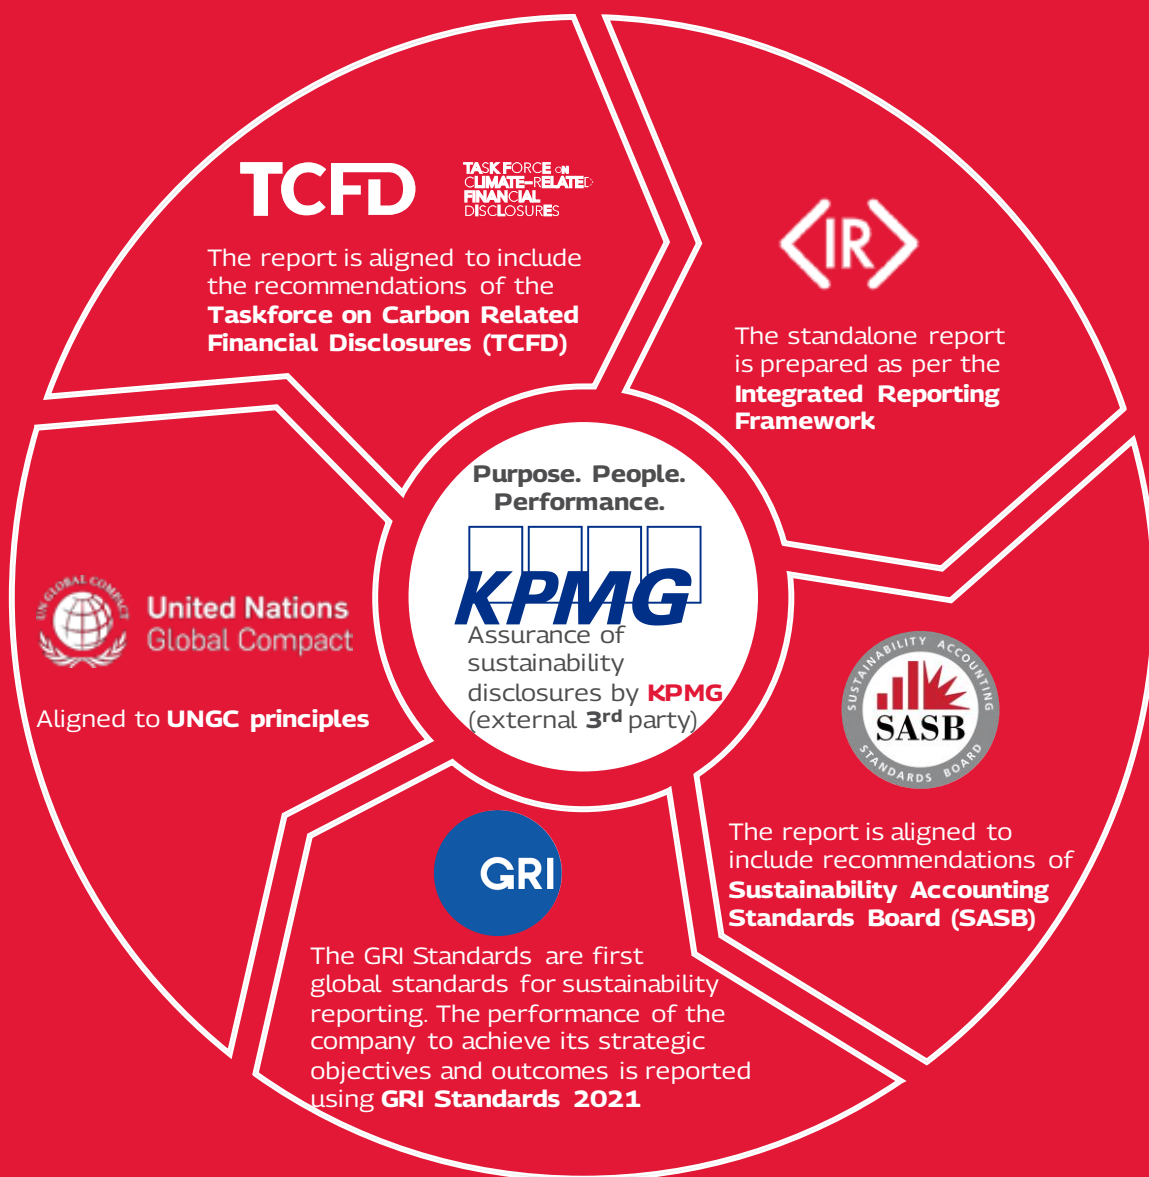 TCFD
TASK FORCE ON
CLIMATE-RELATED
FINANCIAL
DISCLOSURES
The report is aligned to include
the recommendations of the
Taskforce on Carbon Related
Financial Disclosures (TCFD)
<IR>
The standalone report
is prepared as per the
Integrated Reporting
Framework
Purpose. People.
Performance.
KPMG
Assurance of
sustainability
disclosures by KPMG
(external 3rd party)
UN GLOBAL COMPACT
United Nations
Global Compact
Aligned to UNGC principles
SUSTAINABILITY ACCOUNTING
SASB
STANDARDS BOARD
The report is aligned to
include recommendations of
Sustainability Accounting
Standards Board (SASB)
GRI
The GRI Standards are first
global standards for sustainability
reporting. The performance of the
company to achieve its strategic
objectives and outcomes is reported
using GRI Standards 2021